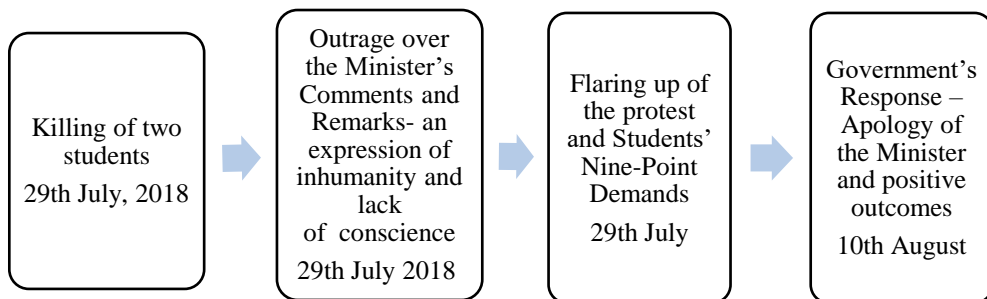 Killing of two
students
29th July, 2018
Outrage over
the Minister’s
Comments and
Remarks- an
expression of
inhumanity and
lack
of conscience
29th July 2018
Flaring up of
the protest
and Students’
Nine-Point
Demands
29th July
Government’s
Response –
Apology of
the Minister
and positive
outcomes
10th August